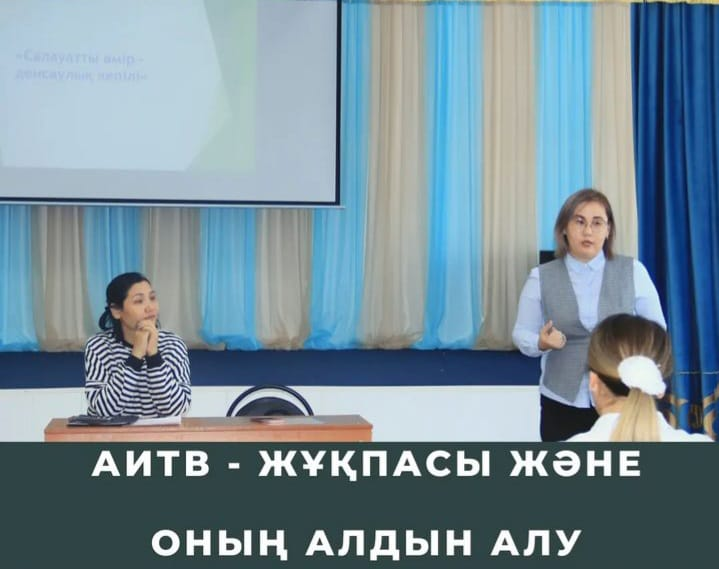 «Салауатты өмір -
денсаулық кепілі»
АИТВ - ЖҰҚПАСЫ ЖӘНЕ
ОНЫҢ АЛДЫН АЛУ